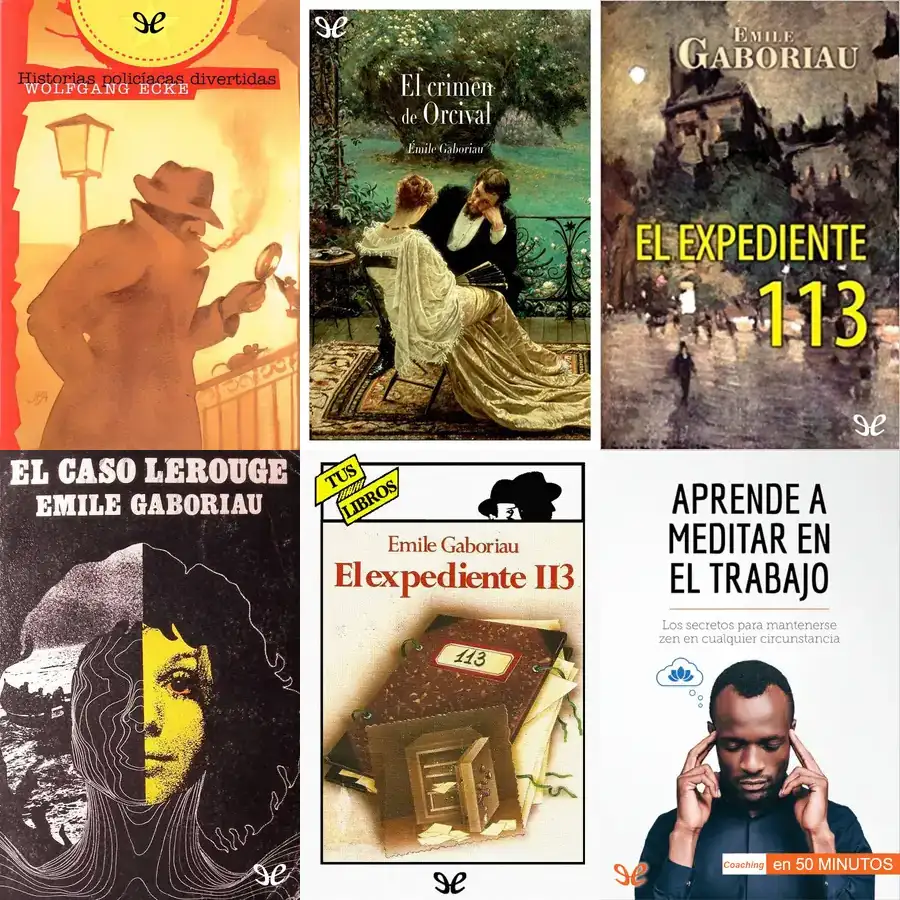 Historias policíacas divertidas
WOLFGANG ECKE
El crimen
de Orcival
Émile Gaboriau
EMILE
GABORIAU
EL EXPEDIENTE
113
EL CASO LEROUGE
EMILE GABORIAU
TUS
LIBROS
Emile Gaboriau
El expediente 113
113
APRENDE A
MEDITAR EN
EL TRABAJO
Los secretos para mantenerse
zen en cualquier circunstancia
Coaching en 50 MINUTOS